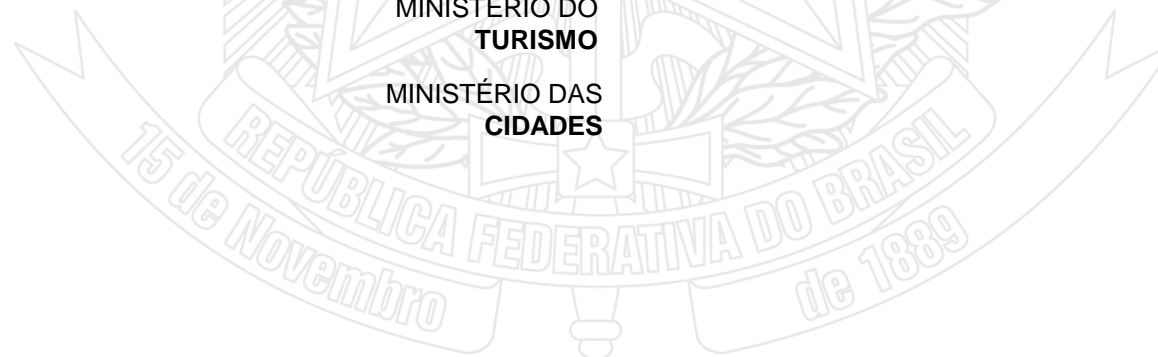 MINISTÉRIO DO
TURISMO
MINISTÉRIO DAS
CIDADES
REPÚBLICA FEDERATIVA DO BRASIL
15 de Novembro de 1889